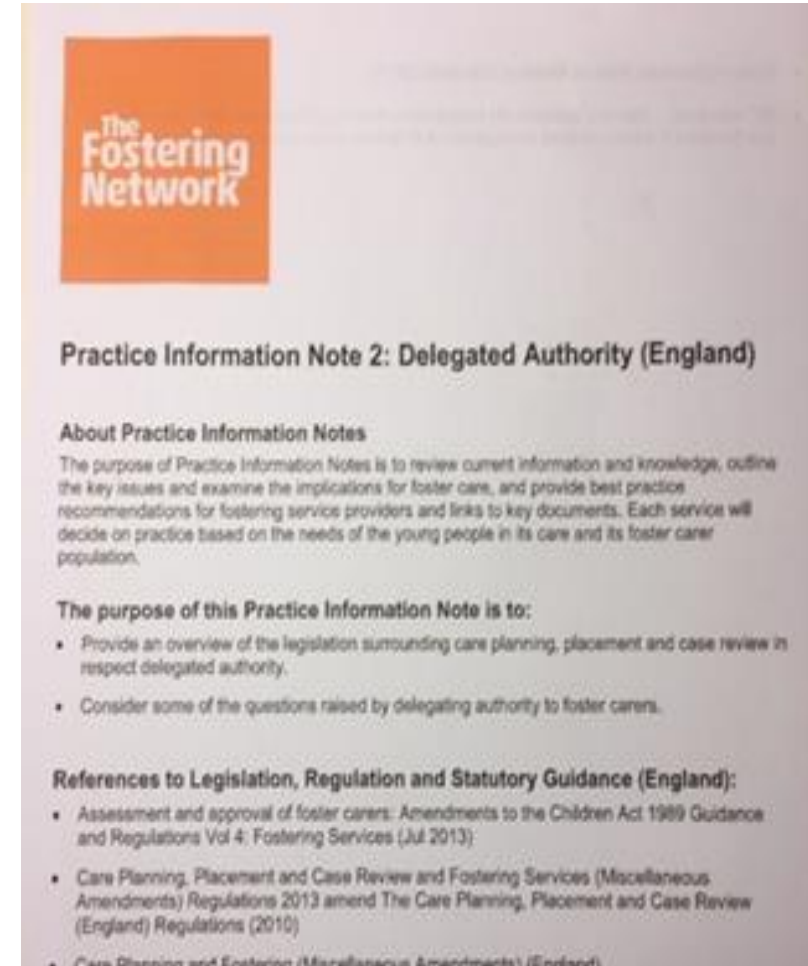 The
Fostering
Network
Practice Information Note 2: Delegated Authority (England)
About Practice Information Notes
The purpose of Practice Information Notes is to review current information and knowledge, outline
the key issues and examine the implications for foster care, and provide best practice
recommendations for fostering service providers and links to key documents. Each service will
decide on practice based on the needs of the young people in its care and its foster carer
population.
The purpose of this Practice Information Note is to:
• Provide an overview of the legislation surrounding care planning, placement and case review in
respect delegated authority.
• Consider some of the questions raised by delegating authority to foster carers.
References to Legislation, Regulation and Statutory Guidance (England):
• Assessment and approval of foster carers: Amendments to the Children Act 1989 Guidance
and Regulations Vol 4: Fostering Services (Jul 2013)
• Care Planning, Placement and Case Review and Fostering Services (Miscellaneous
Amendments) Regulations 2013 amend The Care Planning, Placement and Case Review
(England) Regulations (2010)
• Care Planning and Fostering (Miscellaneous Amendments) (England)